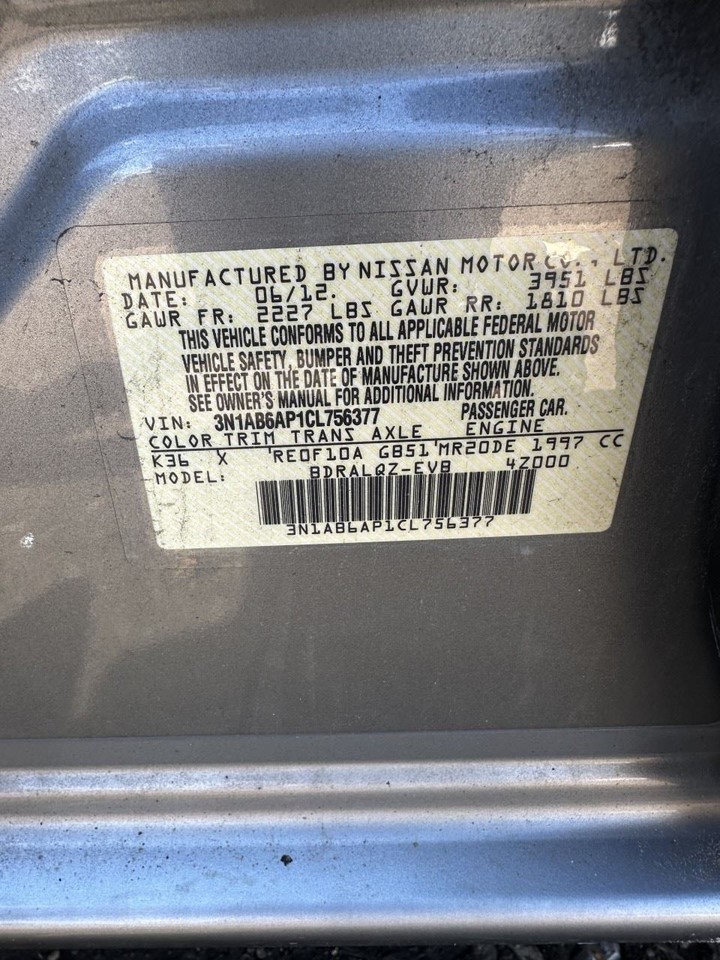 MANUFACTURED BY NISSAN MOTOR CO., LTD.
DATE: 06/12. GVWR: 3951 LBS
GAWR FR: 2227 LBS GAWR RR: 1810 LBS
THIS VEHICLE CONFORMS TO ALL APPLICABLE FEDERAL MOTOR
VEHICLE SAFETY, BUMPER AND THEFT PREVENTION STANDARDS
IN EFFECT ON THE DATE OF MANUFACTURE SHOWN ABOVE.
SEE OWNER'S MANUAL FOR ADDITIONAL INFORMATION.
VIN: 3N1AB6AP1CL756377 PASSENGER CAR.
COLOR TRIM TRANS AXLE ENGINE
K36 X 'RE0F10A GB51'MR20DE 1997 CC
MODEL: BDRALQZ-EVB 4Z000
3N1AB6AP1CL756377